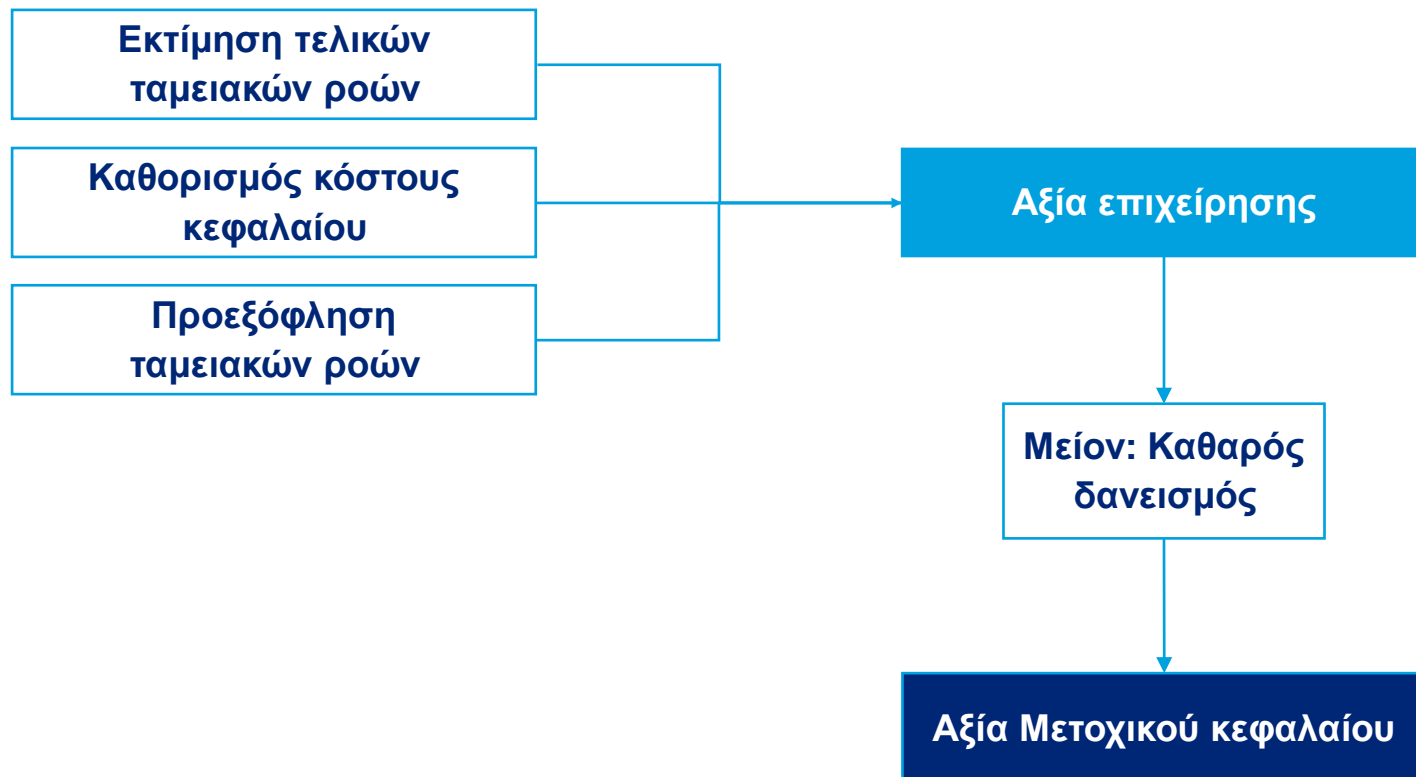 Εκτίμηση τελικών
ταμειακών ροών
Καθορισμός κόστους
κεφαλαίου
Προεξόφληση
ταμειακών ροών
Αξία επιχείρησης
Μείον: Καθαρός
δανεισμός
Αξία Μετοχικού κεφαλαίου